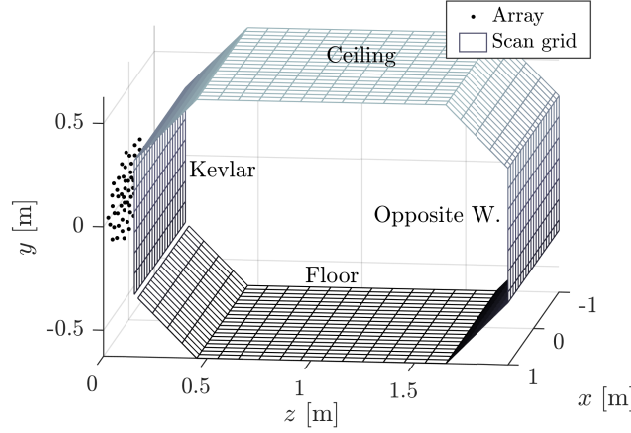 Array
Scan grid
Ceiling
0.5
Kevlar
Opposite W.
y [m]
0
Floor
-0.5
-1
0
1
0
0.5
1
1.5
z [m]
x [m]